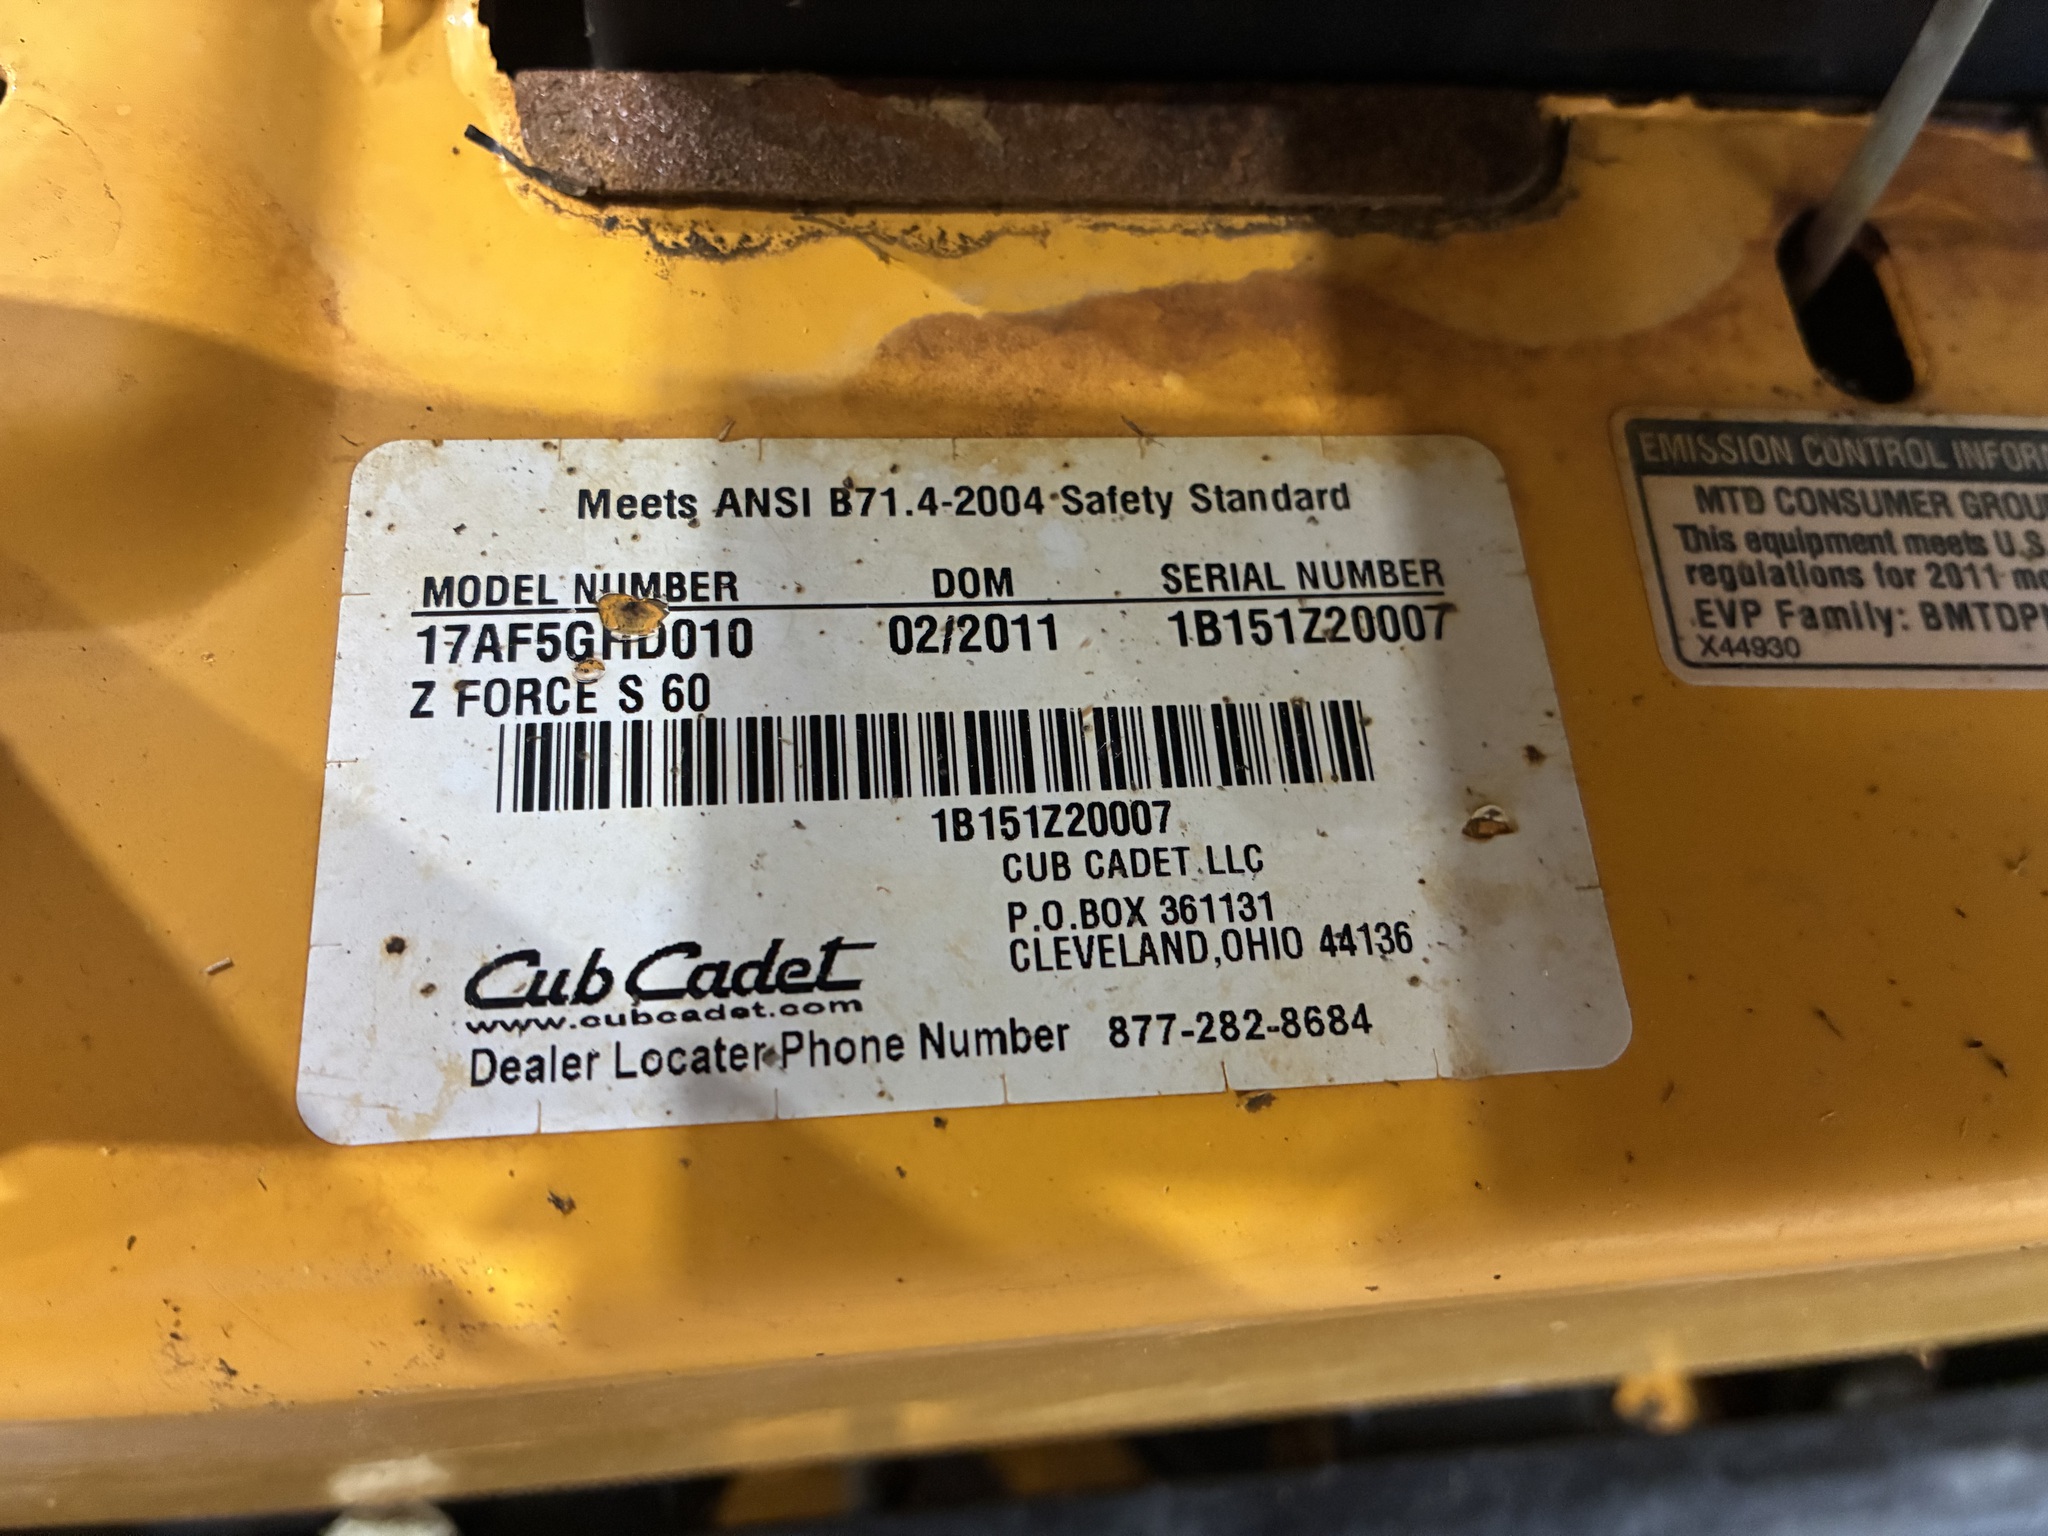 Meets ANSI B71.4-2004 Safety Standard
MODEL NUMBER DOM SERIAL NUMBER
17AF5GHD010 02/2011 1B151Z20007
Z FORCE S 60
1B151Z20007
CUB CADET LLC
P.O.BOX 361131
CLEVELAND,OHIO 44136
Cub Cadet
www.cubcadet.com
Dealer Locater Phone Number 877-282-8684
EMISSION CONTROL
MTD CONSUMER
This equipment meets U.S.
regulations for 2011
EVP Family:
X44930